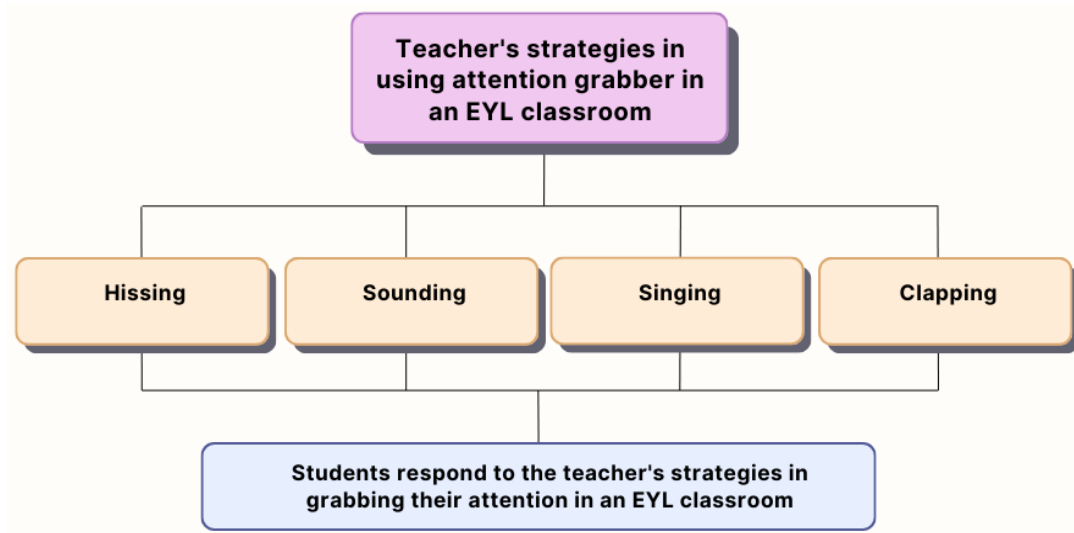 Teacher's strategies in
using attention grabber in
an EYL classroom
Hissing
Sounding
Singing
Clapping
Students respond to the teacher's strategies in
grabbing their attention in an EYL classroom